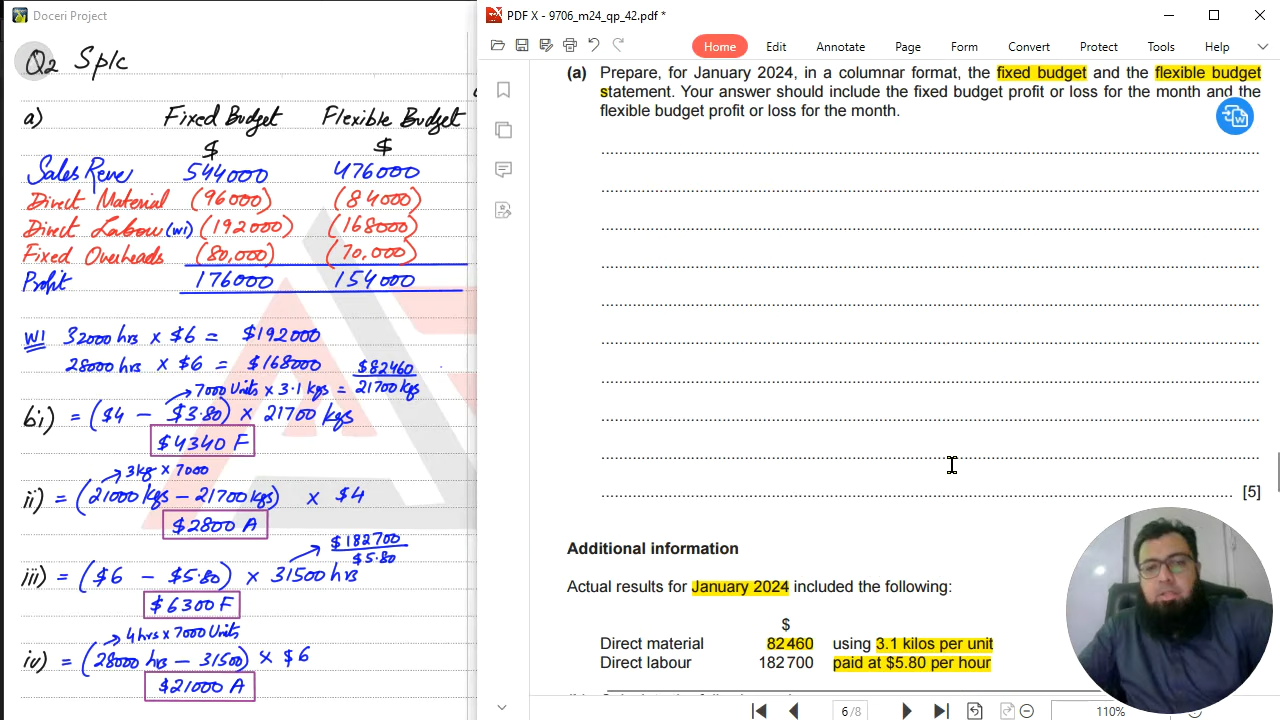 Doceri Project
Q2 Splc
a) Fixed Budget Flexible Budget
$ $
Sales Reve 544000 476000
Direct Material (96000) (84000)
Direct Labour (W1) (192000) (168000)
Fixed Overheads (80,000) (70,000)
Profit 176000 154000
W1 32000 hrs x $6 = $192000
28000 hrs x $6 = $168000 $82460
7000 Units x 3.1 kgs = 21700 kgs
bi) = ($4 - $3.80) x 21700 kgs
$4340 F
3kg x 7000
ii) = (21000 kgs - 21700 kgs) x $4
$2800 A
$182700
$5.80
iii) = ($6 - $5.80) x 31500 hrs
$6300 F
4hrs x 7000 Units
iv) = (28000 hrs - 31500) x $6
$21000 A
PDF X - 9706_m24_qp_42.pdf *
Home Edit Annotate Page Form Convert Protect Tools Help
(a) Prepare, for January 2024, in a columnar format, the fixed budget and the flexible budget
statement. Your answer should include the fixed budget profit or loss for the month and the
flexible budget profit or loss for the month.
[5]
Additional information
Actual results for January 2024 included the following:
$
Direct material 82460 using 3.1 kilos per unit
Direct labour 182700 paid at $5.80 per hour
6/8
110%